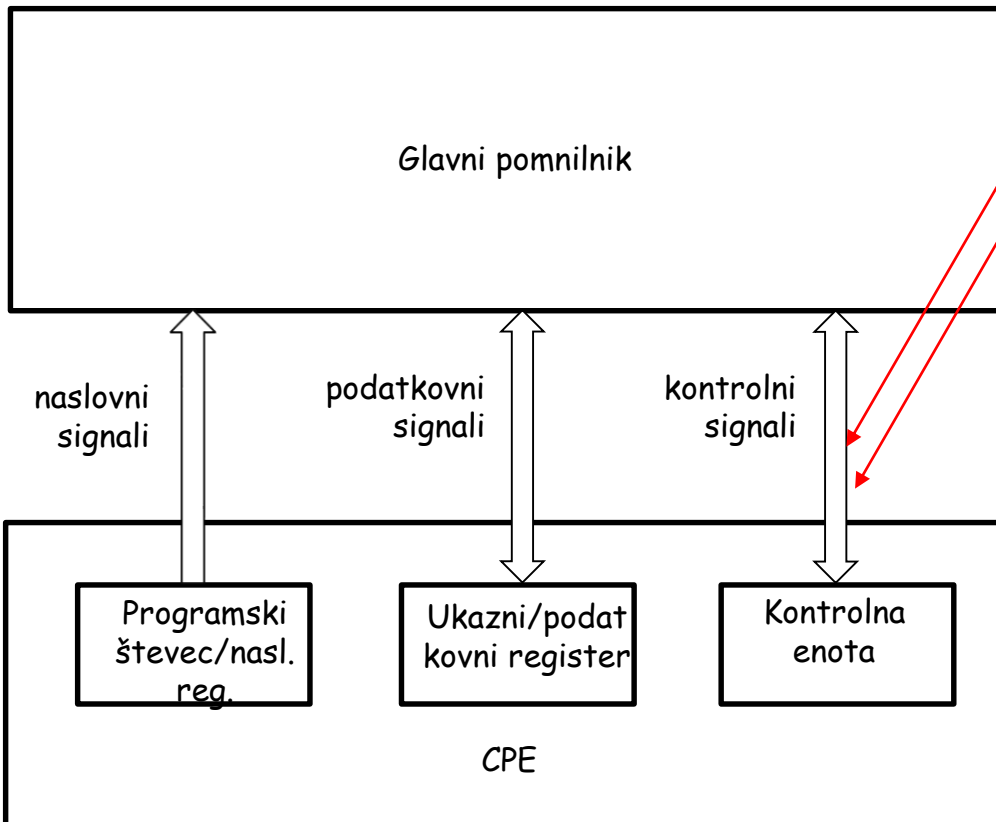 Glavni pomnilnik
naslovni
signali
podatkovni
signali
kontrolni
signali
Programski
števec/nasl.
reg.
Ukazni/podat
kovni register
Kontrolna
enota
CPE